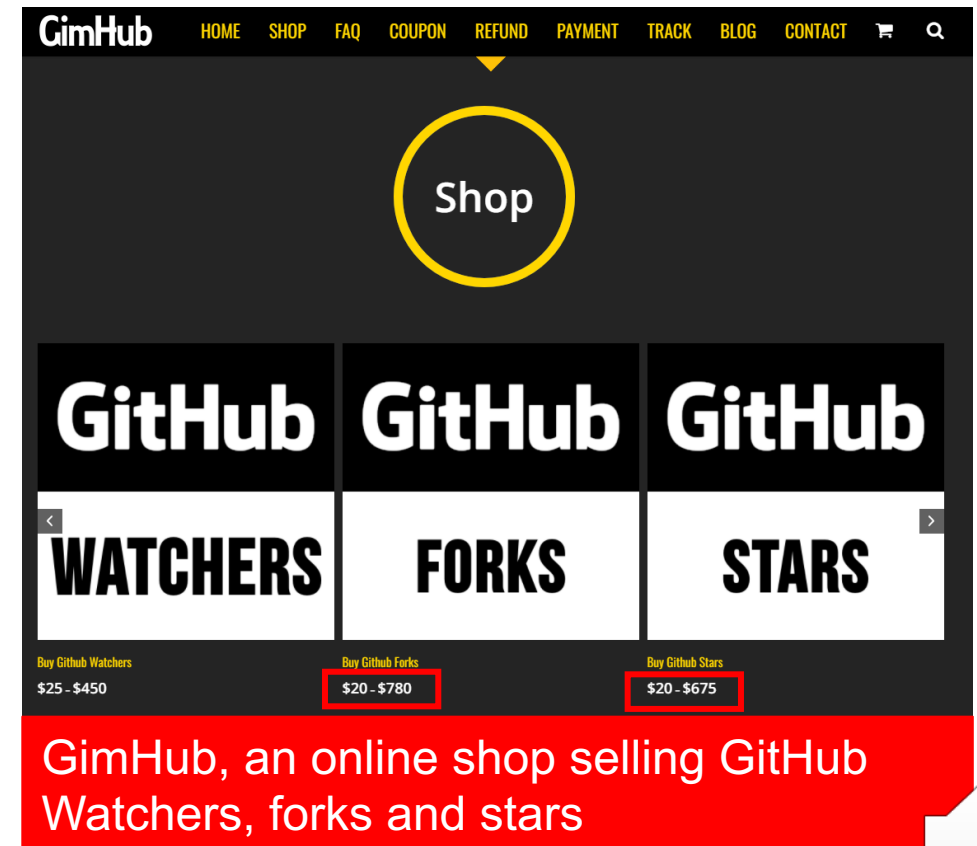 GimHub HOME SHOP FAQ COUPON REFUND PAYMENT TRACK BLOG CONTACT
Shop
GitHub GitHub GitHub
WATCHERS FORKS STARS
Buy Github Watchers Buy Github Forks Buy Github Stars
$25 - $450 $20 - $780 $20 - $675
GimHub, an online shop selling GitHub
Watchers, forks and stars